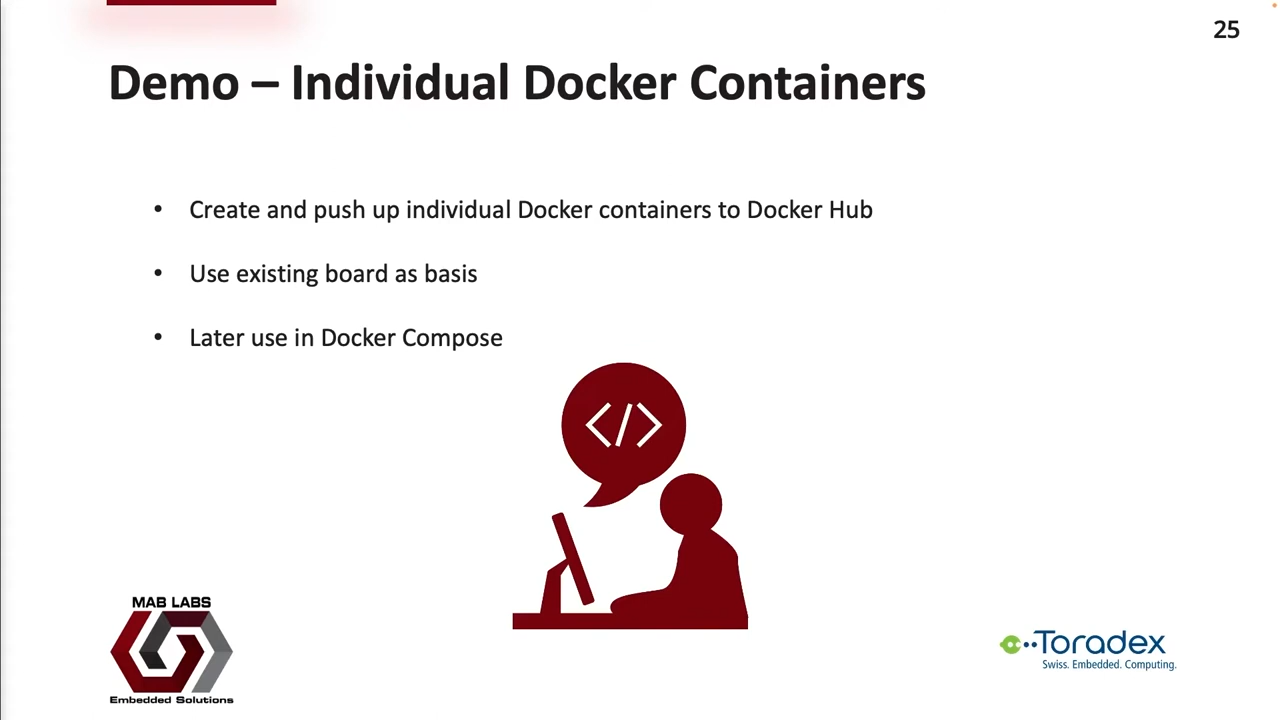 25
Demo – Individual Docker Containers
• Create and push up individual Docker containers to Docker Hub
• Use existing board as basis
• Later use in Docker Compose
</>
MAB LABS
Embedded Solutions
Toradex
Swiss. Embedded. Computing.